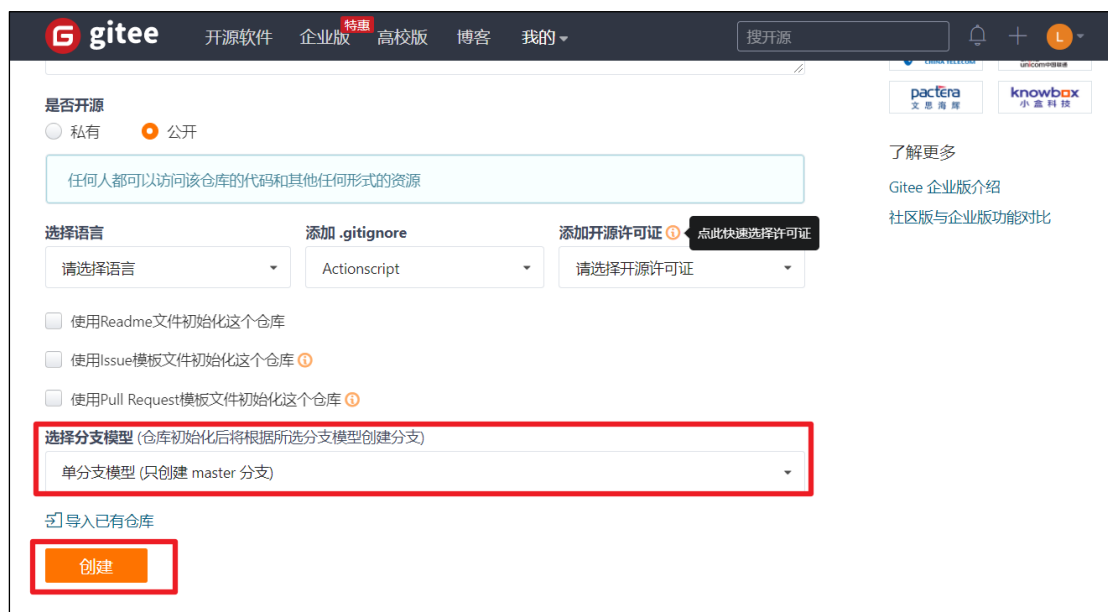 gitee
开源软件 企业版 特惠 高校版 博客 我的
搜开源
L
unicom中国联通
pactera
文思海辉
knowbox
小盒科技
是否开源
私有 公开
任何人都可以访问该仓库的代码和其他任何形式的资源
了解更多
Gitee 企业版介绍
社区版与企业版功能对比
选择语言 添加 .gitignore 添加开源许可证 点此快速选择许可证
请选择语言 Actionscript 请选择开源许可证
使用Readme文件初始化这个仓库
使用Issue模板文件初始化这个仓库
使用Pull Request模板文件初始化这个仓库
选择分支模型 (仓库初始化后将根据所选分支模型创建分支)
单分支模型 (只创建 master 分支)
导入已有仓库
创建